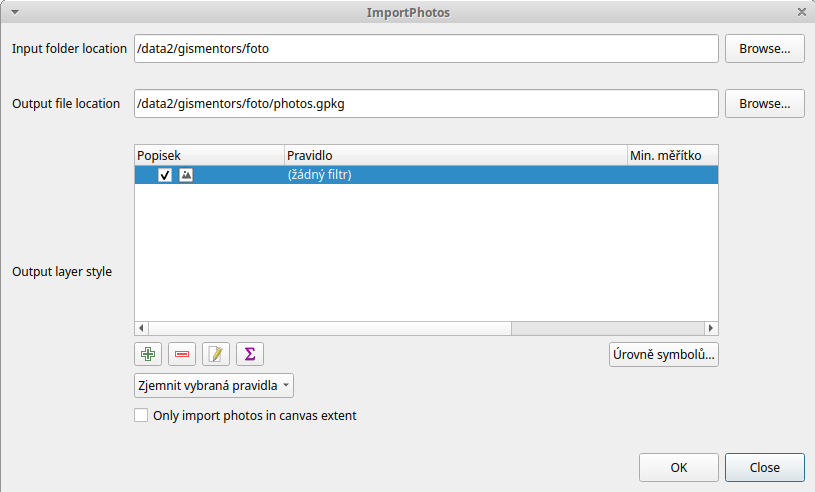 ImportPhotos
Input folder location /data2/gismentors/foto Browse...
Output file location /data2/gismentors/foto/photos.gpkg Browse...
Popisek Pravidlo Min. měřítko
(žádný filtr)
Output layer style
Úrovně symbolů...
Zjemnit vybraná pravidla
Only import photos in canvas extent
OK Close